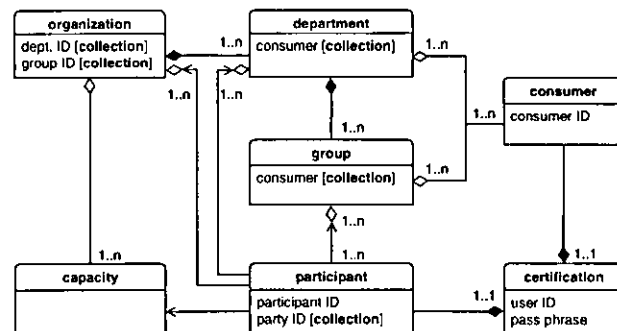 organization
dept. ID [collection]
group ID [collection]
1..n
department
consumer [collection]
1..n
1..n
1..n
1..n
1..n
consumer
consumer ID
group
consumer [collection]
1..n
1..n
1..n
1..n
capacity
participant
participant ID
party ID [collection]
1..1
1..1
certification
user ID
pass phrase